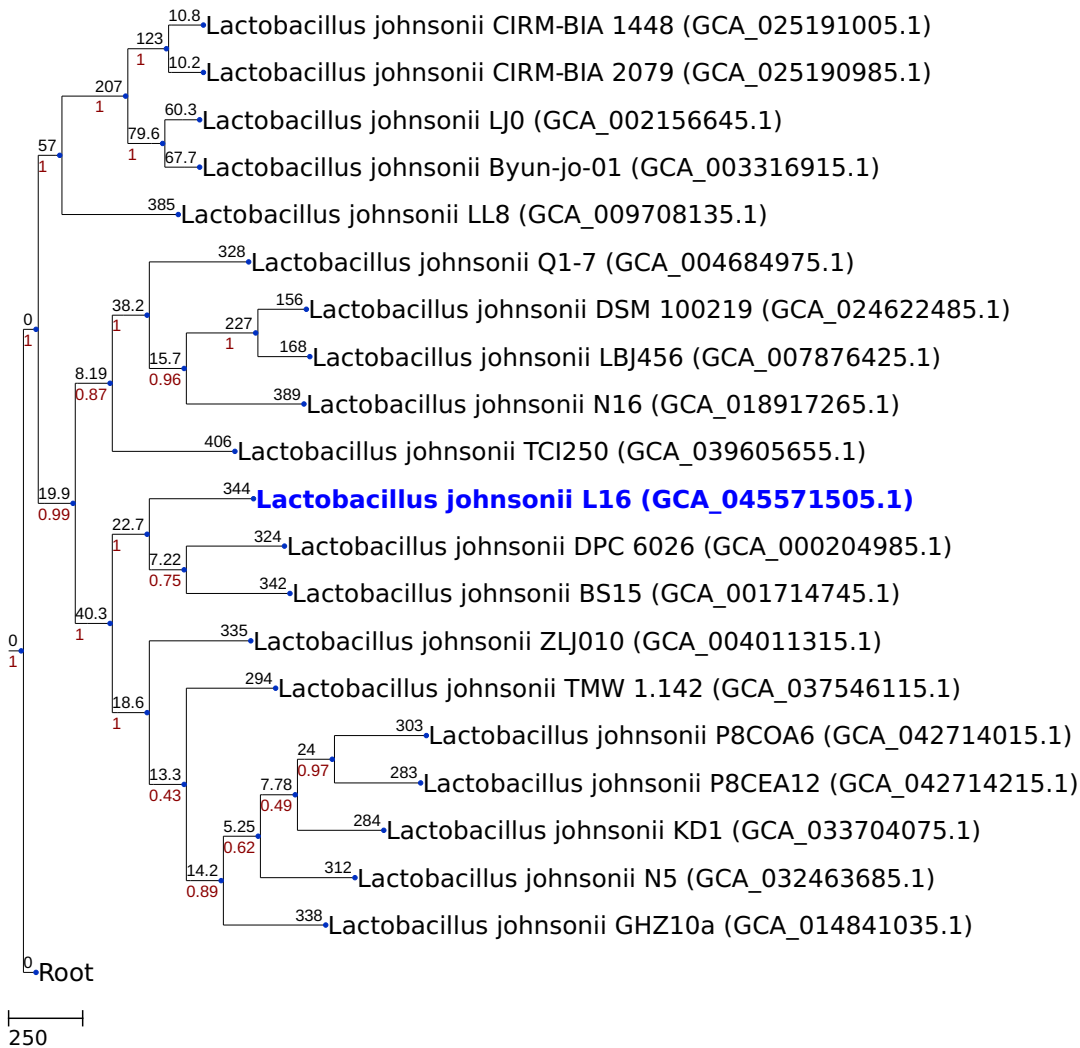 10.8
Lactobacillus johnsonii CIRM-BIA 1448 (GCA_025191005.1)
123
1
10.2
Lactobacillus johnsonii CIRM-BIA 2079 (GCA_025190985.1)
207
1
60.3
Lactobacillus johnsonii LJ0 (GCA_002156645.1)
79.6
1
67.7
Lactobacillus johnsonii Byun-jo-01 (GCA_003316915.1)
57
1
385
Lactobacillus johnsonii LL8 (GCA_009708135.1)
328
Lactobacillus johnsonii Q1-7 (GCA_004684975.1)
38.2
1
156
Lactobacillus johnsonii DSM 100219 (GCA_024622485.1)
0
1
227
1
168
Lactobacillus johnsonii LBJ456 (GCA_007876425.1)
15.7
0.96
8.19
0.87
389
Lactobacillus johnsonii N16 (GCA_018917265.1)
406
Lactobacillus johnsonii TCI250 (GCA_039605655.1)
19.9
0.99
344
Lactobacillus johnsonii L16 (GCA_045571505.1)
22.7
1
324
Lactobacillus johnsonii DPC 6026 (GCA_000204985.1)
7.22
0.75
342
Lactobacillus johnsonii BS15 (GCA_001714745.1)
40.3
1
335
Lactobacillus johnsonii ZLJ010 (GCA_004011315.1)
0
1
294
Lactobacillus johnsonii TMW 1.142 (GCA_037546115.1)
18.6
1
303
Lactobacillus johnsonii P8COA6 (GCA_042714015.1)
24
0.97
283
Lactobacillus johnsonii P8CEA12 (GCA_042714215.1)
13.3
0.43
7.78
0.49
284
Lactobacillus johnsonii KD1 (GCA_033704075.1)
5.25
0.62
312
Lactobacillus johnsonii N5 (GCA_032463685.1)
14.2
0.89
338
Lactobacillus johnsonii GHZ10a (GCA_014841035.1)
0
Root
250